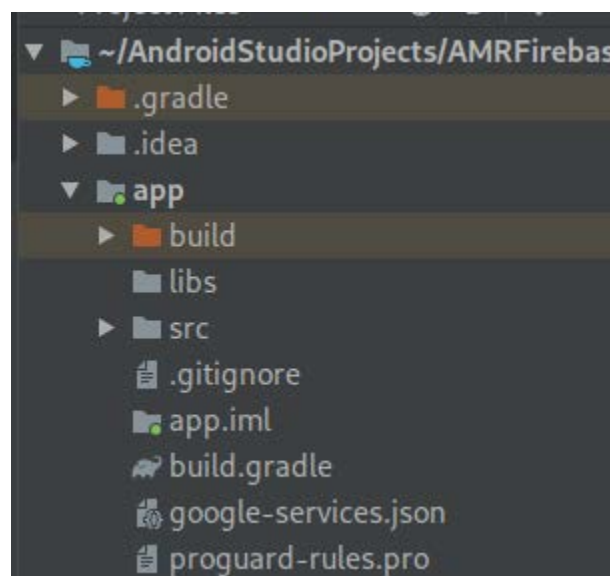 ~/AndroidStudioProjects/AMRFirebas
.gradle
.idea
app
build
libs
src
.gitignore
app.iml
build.gradle
google-services.json
proguard-rules.pro